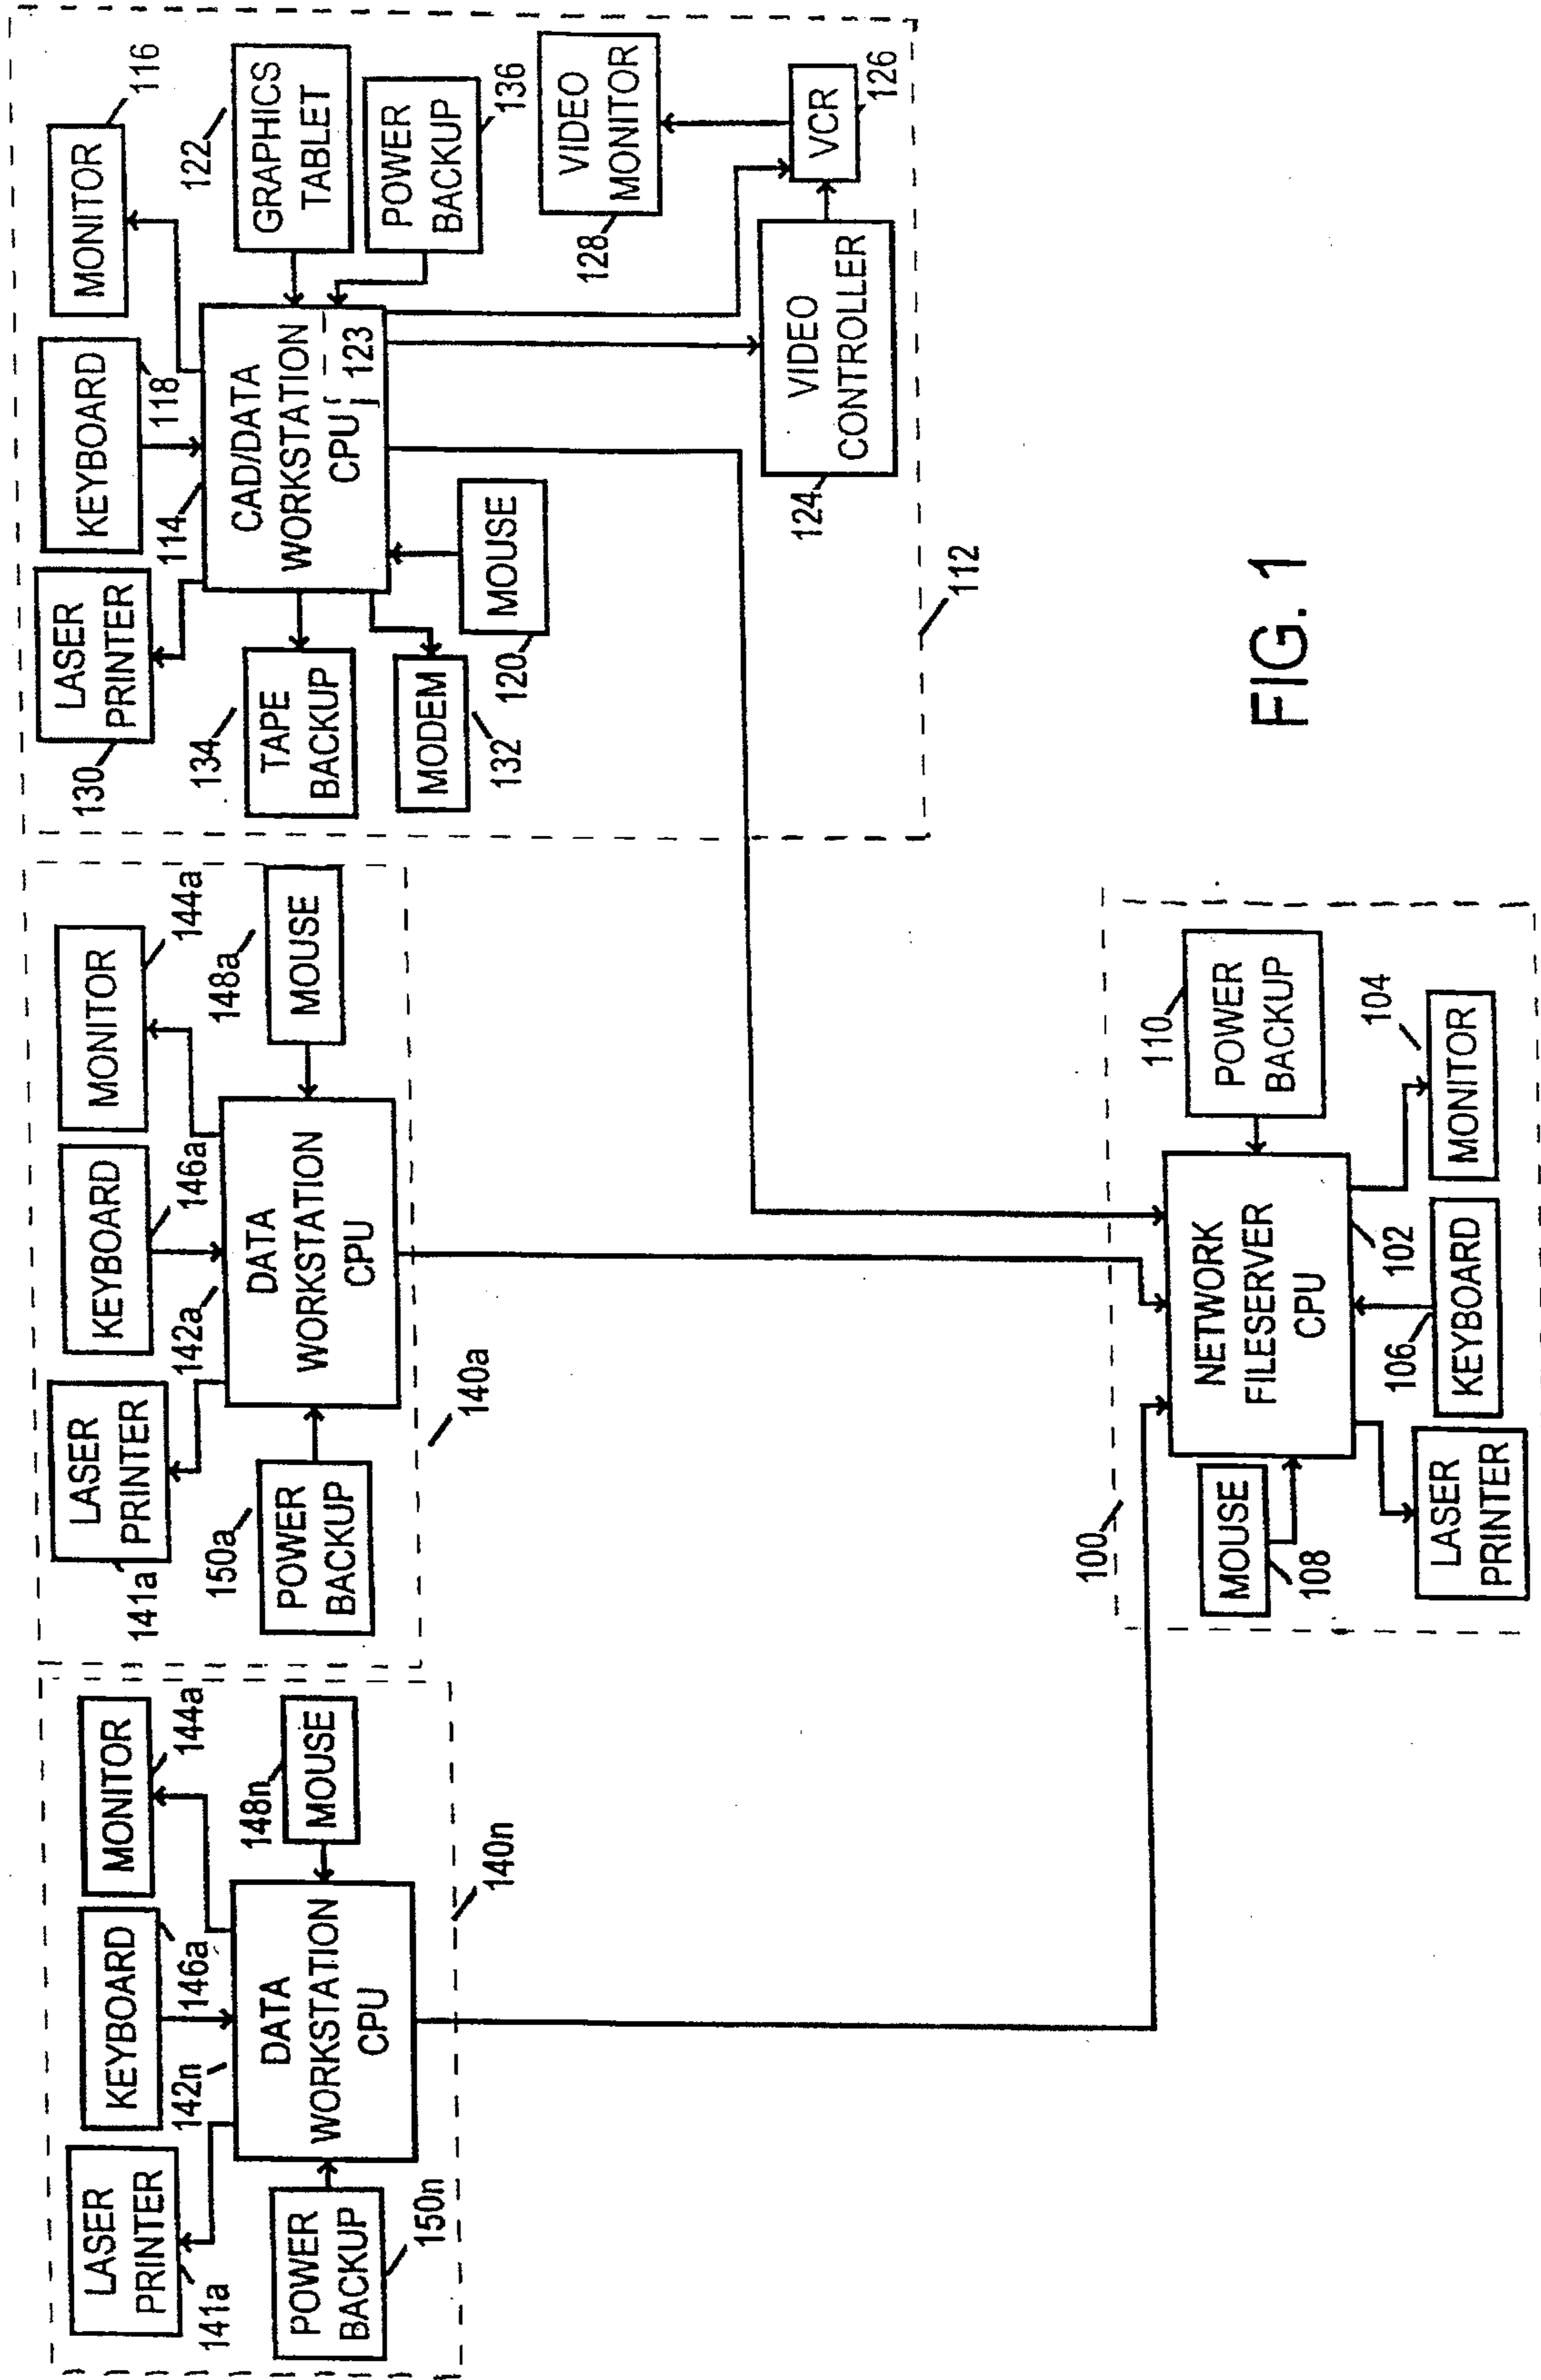 LASER
PRINTER
141a
KEYBOARD
146a
MONITOR
144a
142n
148n
POWER
BACKUP
150n
DATA
WORKSTATION
CPU
MOUSE
140n
LASER
PRINTER
141a
KEYBOARD
146a
MONITOR
144a
142a
148a
150a
POWER
BACKUP
DATA
WORKSTATION
CPU
MOUSE
140a
LASER
PRINTER
130
KEYBOARD
118
MONITOR
116
114
122
134
TAPE
BACKUP
CAD/DATA
WORKSTATION
CPU
123
GRAPHICS
TABLET
POWER
BACKUP
136
MODEM
132
MOUSE
120
VIDEO
MONITOR
128
VIDEO
CONTROLLER
124
VCR
126
112
100
110
POWER
BACKUP
MOUSE
108
NETWORK
FILESERVER
CPU
102
104
106
LASER
PRINTER
KEYBOARD
MONITOR
FIG. 1